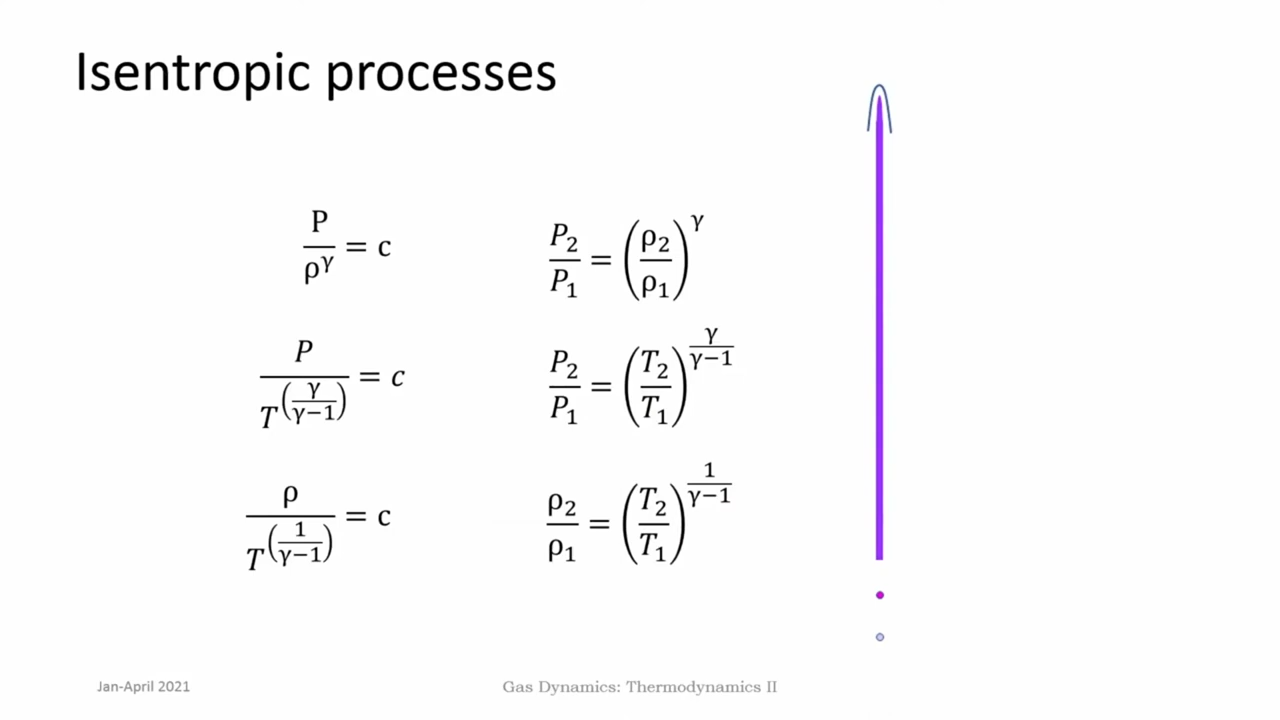 Isentropic processes
P/ρ^γ = c
P₂/P₁ = (ρ₂/ρ₁)^γ
P/T^(γ/(γ−1)) = c
P₂/P₁ = (T₂/T₁)^(γ/(γ−1))
ρ/T^(1/(γ−1)) = c
ρ₂/ρ₁ = (T₂/T₁)^(1/(γ−1))
Jan-April 2021
Gas Dynamics: Thermodynamics II